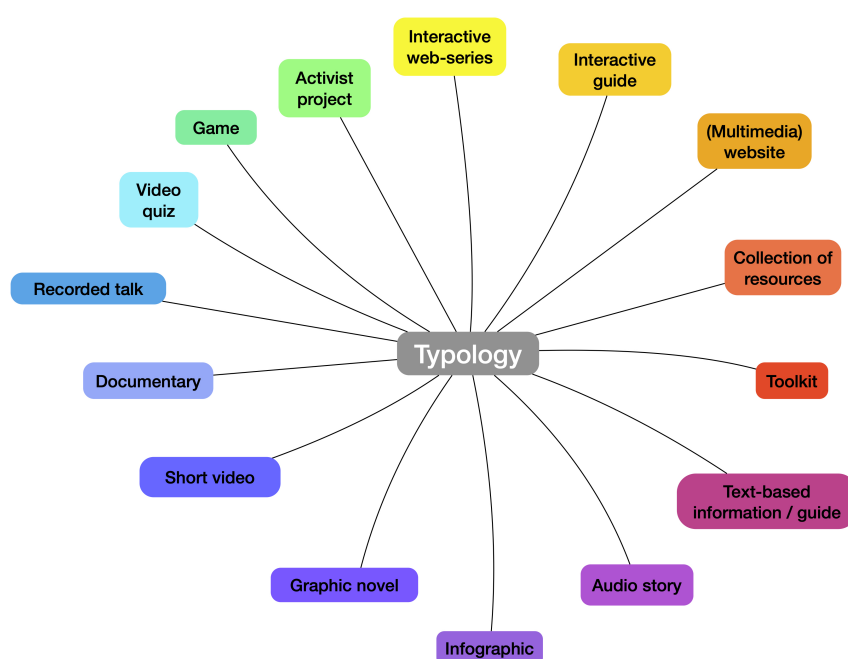 Interactive
web-series
Interactive
guide
Activist
project
Game
(Multimedia)
website
Video
quiz
Collection of
resources
Recorded talk
Typology
Documentary
Toolkit
Short video
Text-based
information / guide
Graphic novel
Audio story
Infographic